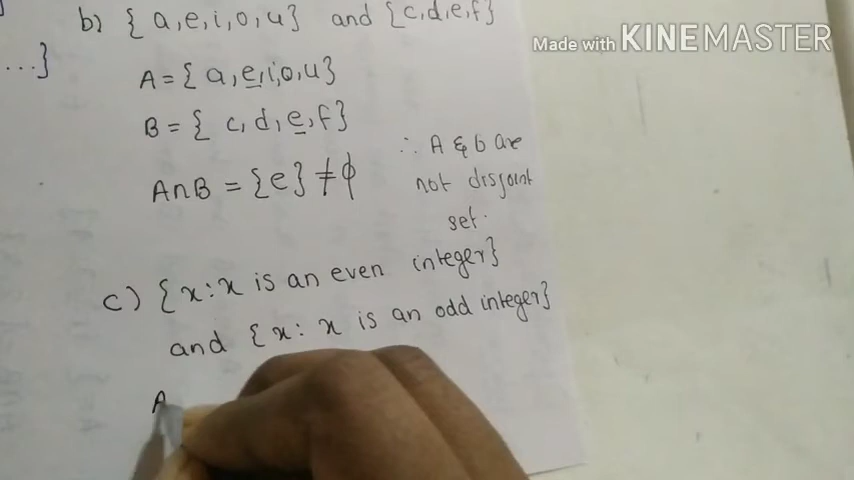 b) { a, e, i, o, u } and {c, d, e, f}
Made with KINEMASTER
...}
A = { a, e, i, o, u }
B = { c, d, e, f }
A ∩ B = {e} ≠ ϕ
∴ A & b are
not disjoint
set.
c) { x : x is an even integer}
and { x : x is an odd integer}
A